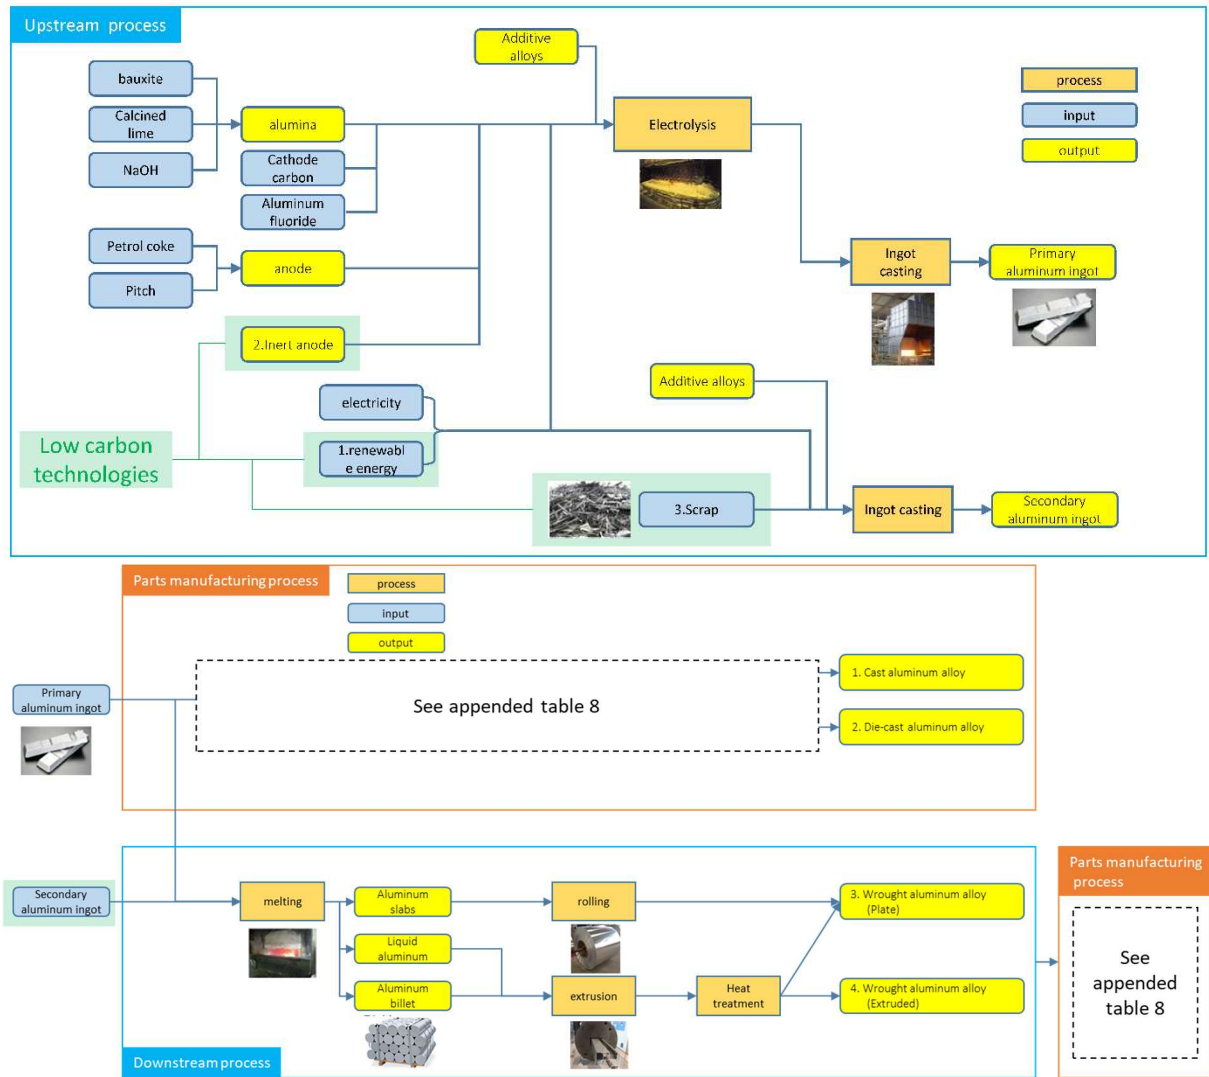 Upstream process
Additive
alloys
bauxite
Calcined
lime
NaOH
alumina
Cathode
carbon
Aluminum
fluoride
Electrolysis
process
input
output
Petrol coke
Pitch
anode
Ingot
casting
Primary
aluminum ingot
2.Inert anode
Additive alloys
electricity
1.renewabl
e energy
Low carbon
technologies
3.Scrap
Ingot casting
Secondary
aluminum ingot
Parts manufacturing process
process
input
output
Primary
aluminum ingot
See appended table 8
1. Cast aluminum alloy
2. Die-cast aluminum alloy
Secondary
aluminum ingot
melting
Aluminum
slabs
Liquid
aluminum
Aluminum
billet
rolling
extrusion
Heat
treatment
3. Wrought aluminum alloy
(Plate)
4. Wrought aluminum alloy
(Extruded)
Downstream process
Parts manufacturing
process
See
appended
table 8